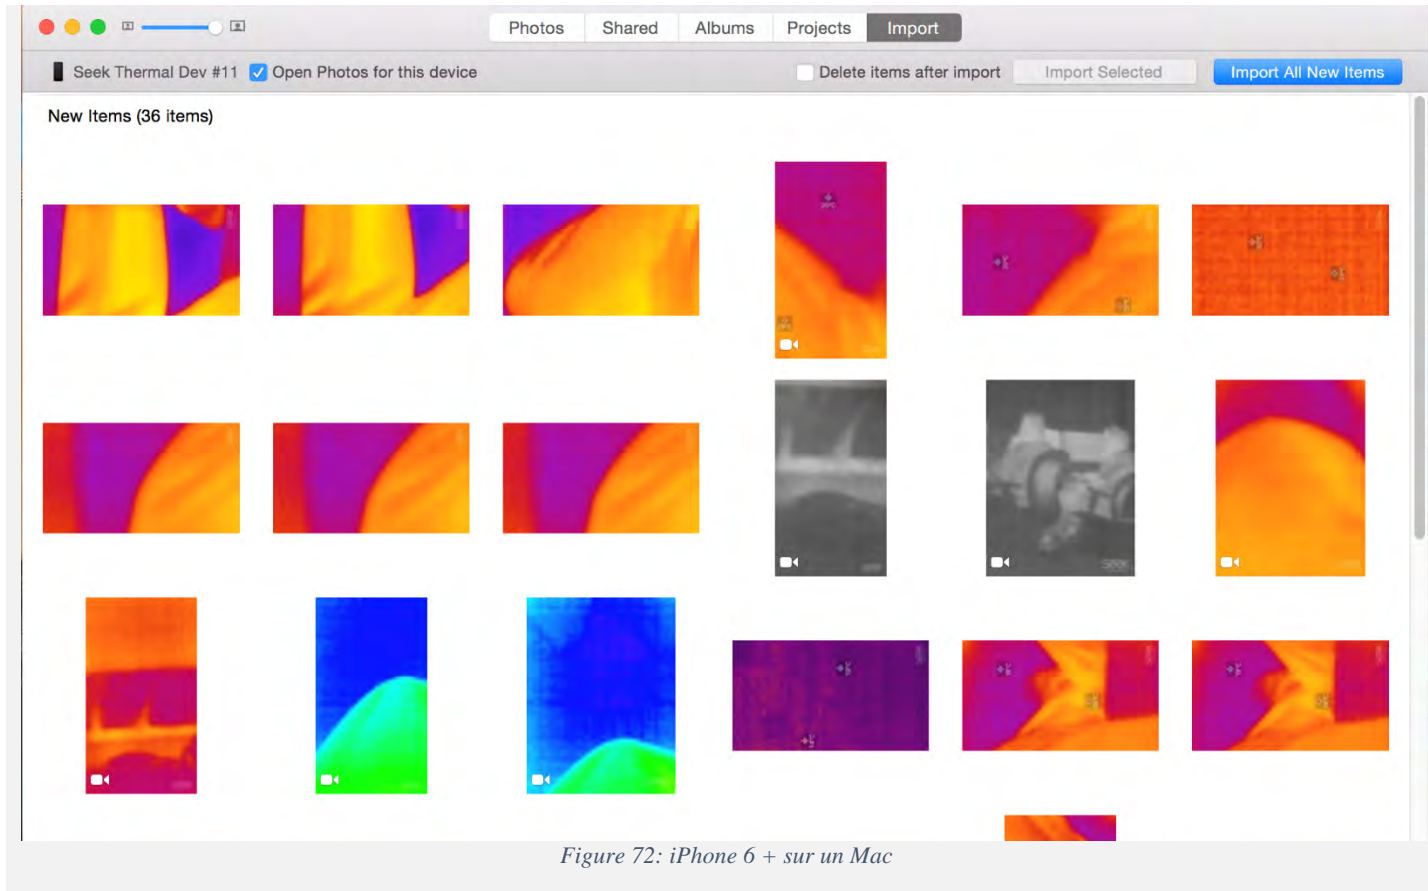 Photos Shared Albums Projects Import
Seek Thermal Dev #11 Open Photos for this device Delete items after import Import Selected Import All New Items
New Items (36 items)
Figure 72: iPhone 6 + sur un Mac